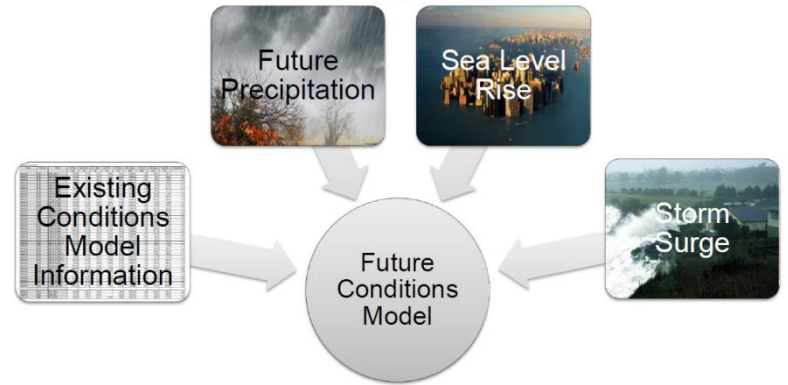 Future
Precipitation
Sea Level
Rise
Existing
Conditions
Model
Information
Storm
Surge
Future
Conditions
Model